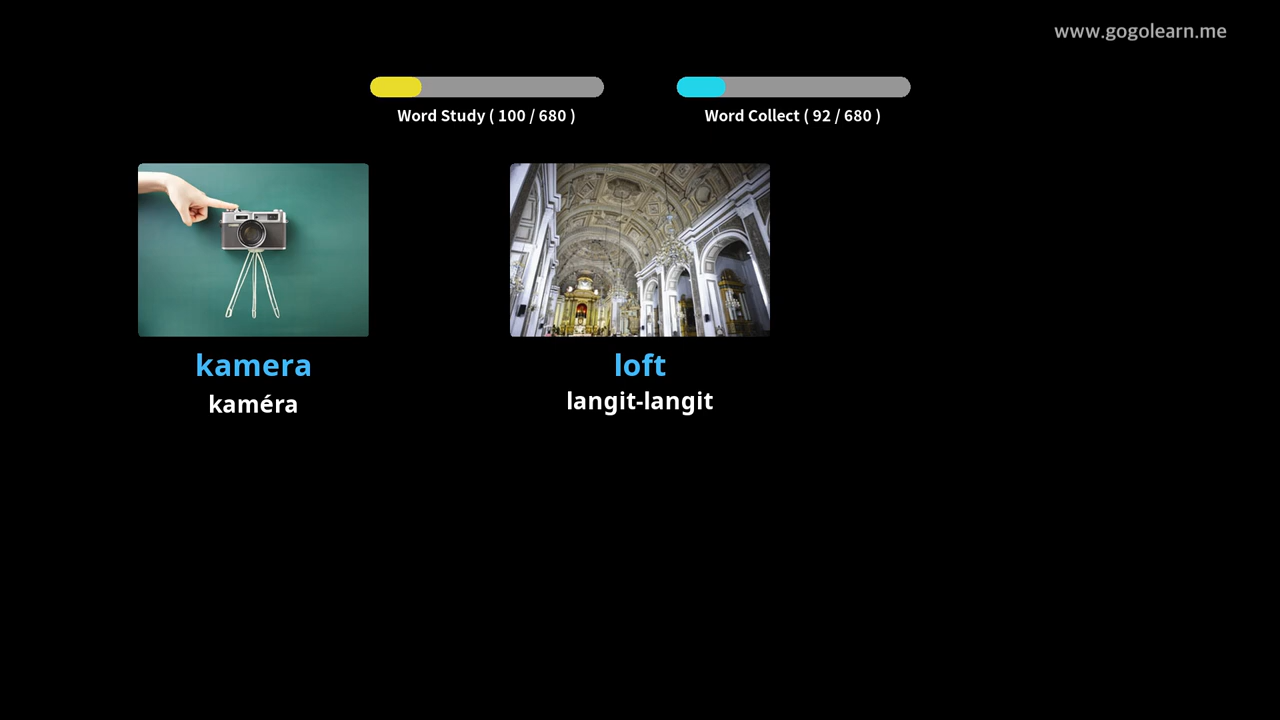 www.gogolearn.me
Word Study ( 100 / 680 )
Word Collect ( 92 / 680 )
kamera
kaméra
loft
langit-langit